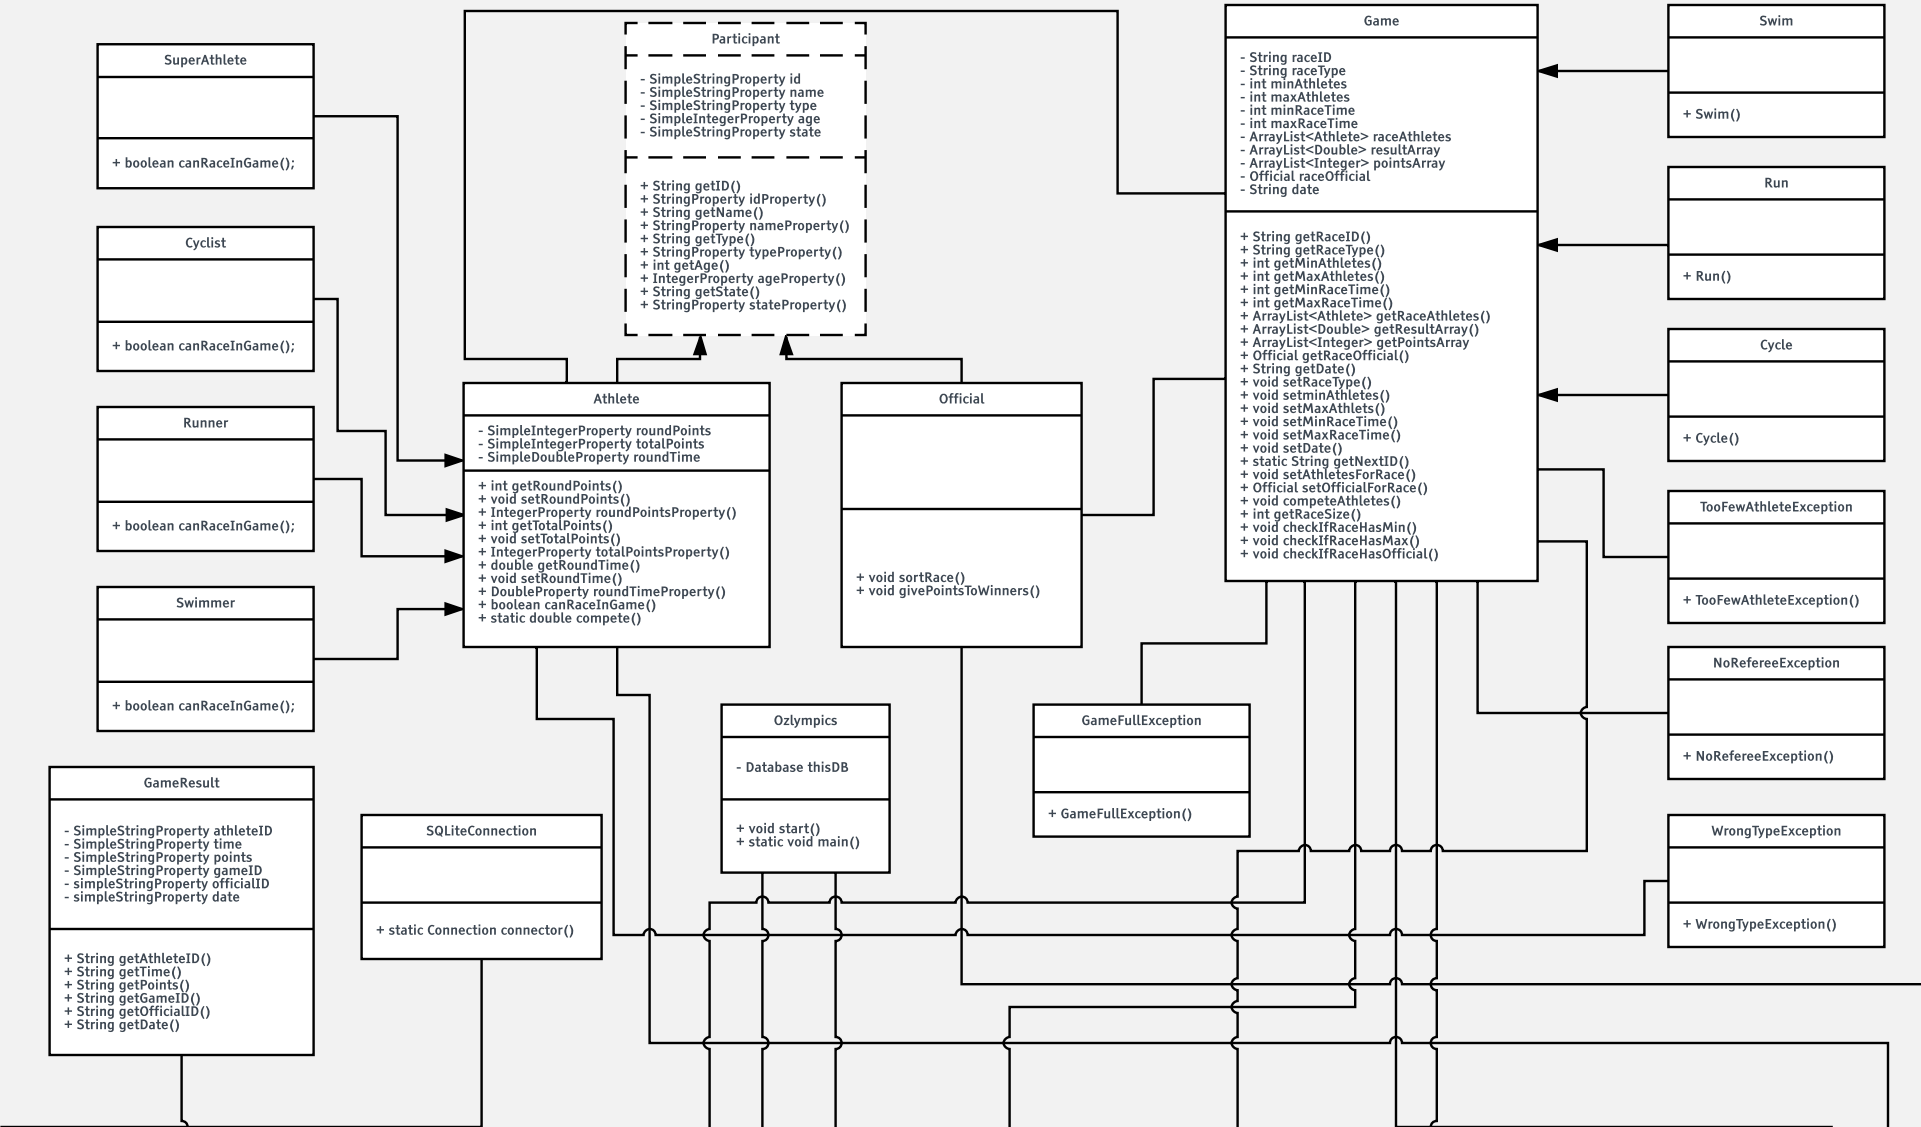 SuperAthlete
+ boolean canRaceInGame();
Cyclist
+ boolean canRaceInGame();
Runner
+ boolean canRaceInGame();
Swimmer
+ boolean canRaceInGame();
GameResult
- SimpleStringProperty athleteID
- SimpleStringProperty time
- SimpleStringProperty points
- SimpleStringProperty gameID
- simpleStringProperty officialID
- simpleStringProperty date
+ String getAthleteID()
+ String getTime()
+ String getPoints()
+ String getGameID()
+ String getOfficialID()
+ String getDate()
Participant
- SimpleStringProperty id
- SimpleStringProperty name
- SimpleStringProperty type
- SimpleIntegerProperty age
- SimpleStringProperty state
+ String getID()
+ StringProperty idProperty()
+ String getName()
+ StringProperty nameProperty()
+ String getType()
+ StringProperty typeProperty()
+ int getAge()
+ IntegerProperty ageProperty()
+ String getState()
+ StringProperty stateProperty()
Athlete
- SimpleIntegerProperty roundPoints
- SimpleIntegerProperty totalPoints
- SimpleDoubleProperty roundTime
+ int getRoundPoints()
+ void setRoundPoints()
+ IntegerProperty roundPointsProperty()
+ int getTotalPoints()
+ void setTotalPoints()
+ IntegerProperty totalPointsProperty()
+ double getRoundTime()
+ void setRoundTime()
+ DoubleProperty roundTimeProperty()
+ boolean canRaceInGame()
+ static double compete()
Official
+ void sortRace()
+ void givePointsToWinners()
SQLiteConnection
+ static Connection connector()
Ozlympics
- Database thisDB
+ void start()
+ static void main()
GameFullException
+ GameFullException()
Game
- String raceID
- String raceType
- int minAthletes
- int maxAthletes
- int minRaceTime
- int maxRaceTime
- ArrayList<Athlete> raceAthletes
- ArrayList<Double> resultArray
- ArrayList<Integer> pointsArray
- Official raceOfficial
- String date
+ String getRaceID()
+ String getRaceType()
+ int getMinAthletes()
+ int getMaxAthletes()
+ int getMinRaceTime()
+ int getMaxRaceTime()
+ ArrayList<Athlete> getRaceAthletes()
+ ArrayList<Double> getResultArray()
+ ArrayList<Integer> getPointsArray
+ Official getRaceOfficial()
+ String getDate()
+ void setRaceType()
+ void setminAthletes()
+ void setMaxAthlets()
+ void setMinRaceTime()
+ void setMaxRaceTime()
+ void setDate()
+ static String getNextID()
+ void setAthletesForRace()
+ Official setOfficialForRace()
+ void competeAthletes()
+ int getRaceSize()
+ void checkIfRaceHasMin()
+ void checkIfRaceHasMax()
+ void checkIfRaceHasOfficial()
Swim
+ Swim()
Run
+ Run()
Cycle
+ Cycle()
TooFewAthleteException
+ TooFewAthleteException()
NoRefereeException
+ NoRefereeException()
WrongTypeException
+ WrongTypeException()